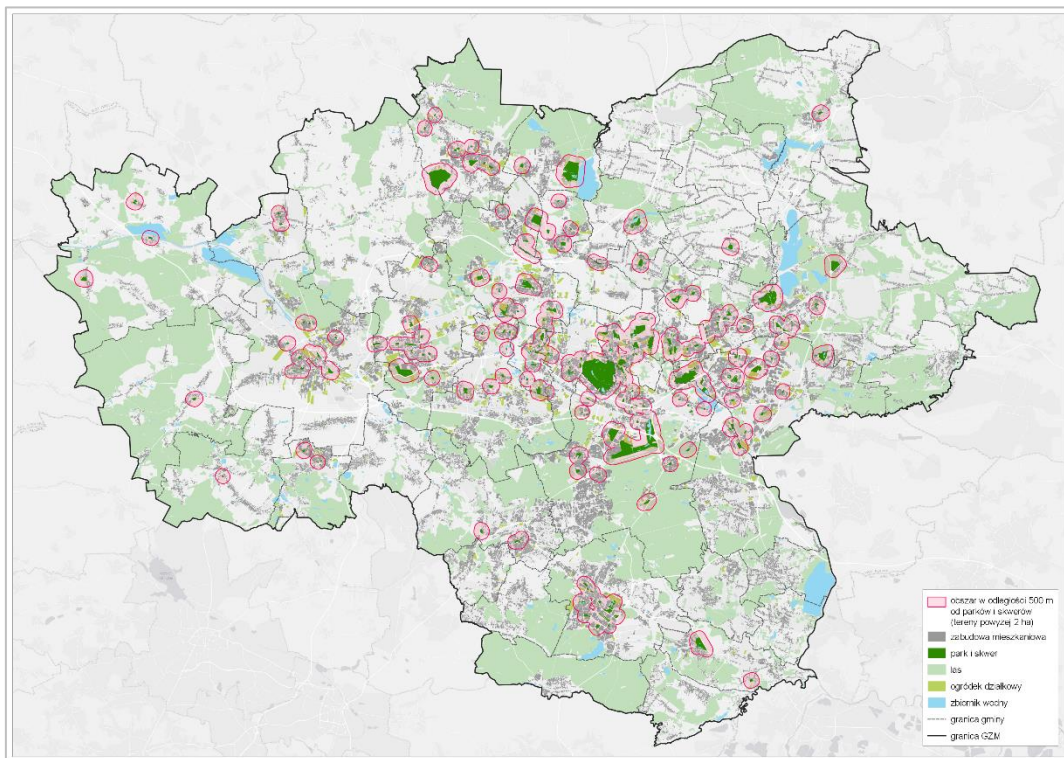 obszar w odległości 500 m
od parków i skwerów
(tereny powyżej 2 ha)
zabudowa mieszkaniowa
park i skwer
las
ogródek działkowy
zbiornik wodny
granica gminy
granica GZM